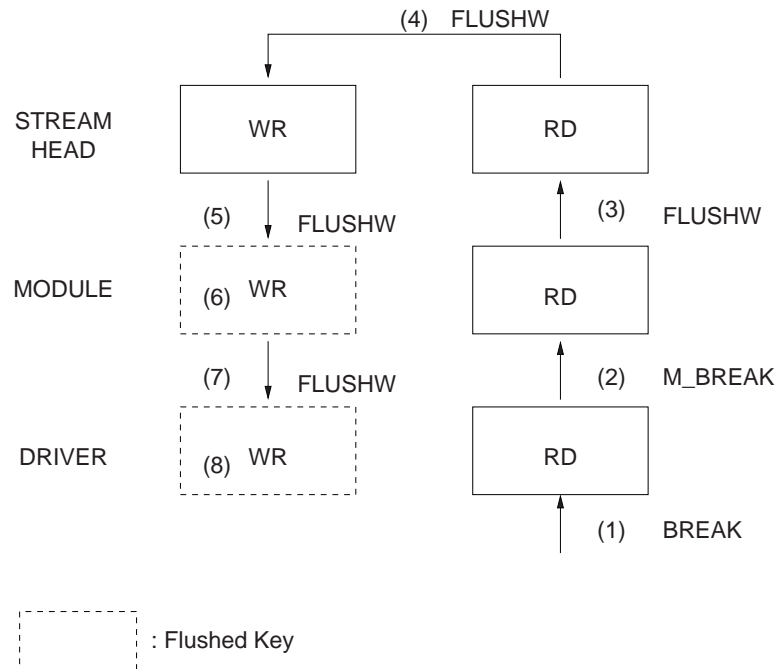 (4) FLUSHW
STREAM
HEAD
WR
RD
(5) FLUSHW
(3) FLUSHW
MODULE
(6) WR
RD
(7) FLUSHW
(2) M_BREAK
DRIVER
(8) WR
RD
(1) BREAK
: Flushed Key